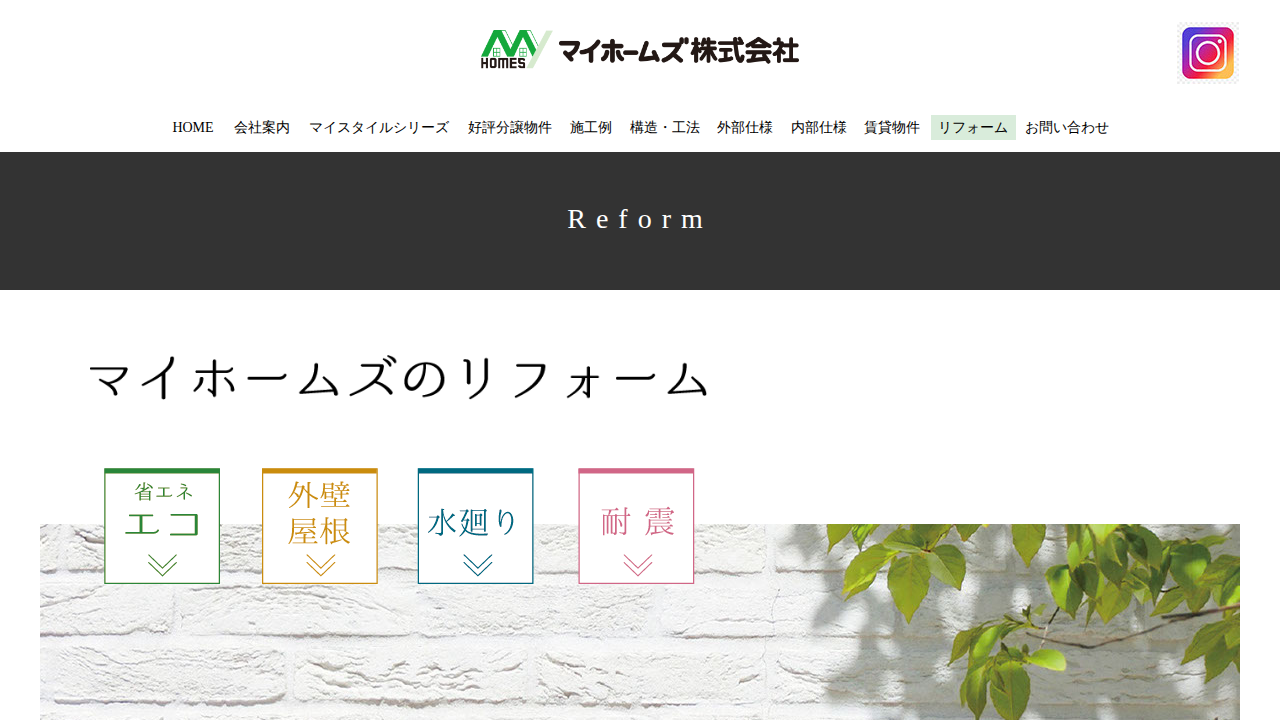 My
HOMES
マイホームズ株式会社
HOME 会社案内 マイスタイルシリーズ 好評分譲物件 施工例 構造・工法 外部仕様 内部仕様 賃貸物件 リフォーム お問い合わせ
Reform
マイホームズのリフォーム
省エネ
エコ
外壁
屋根
水廻り
耐震